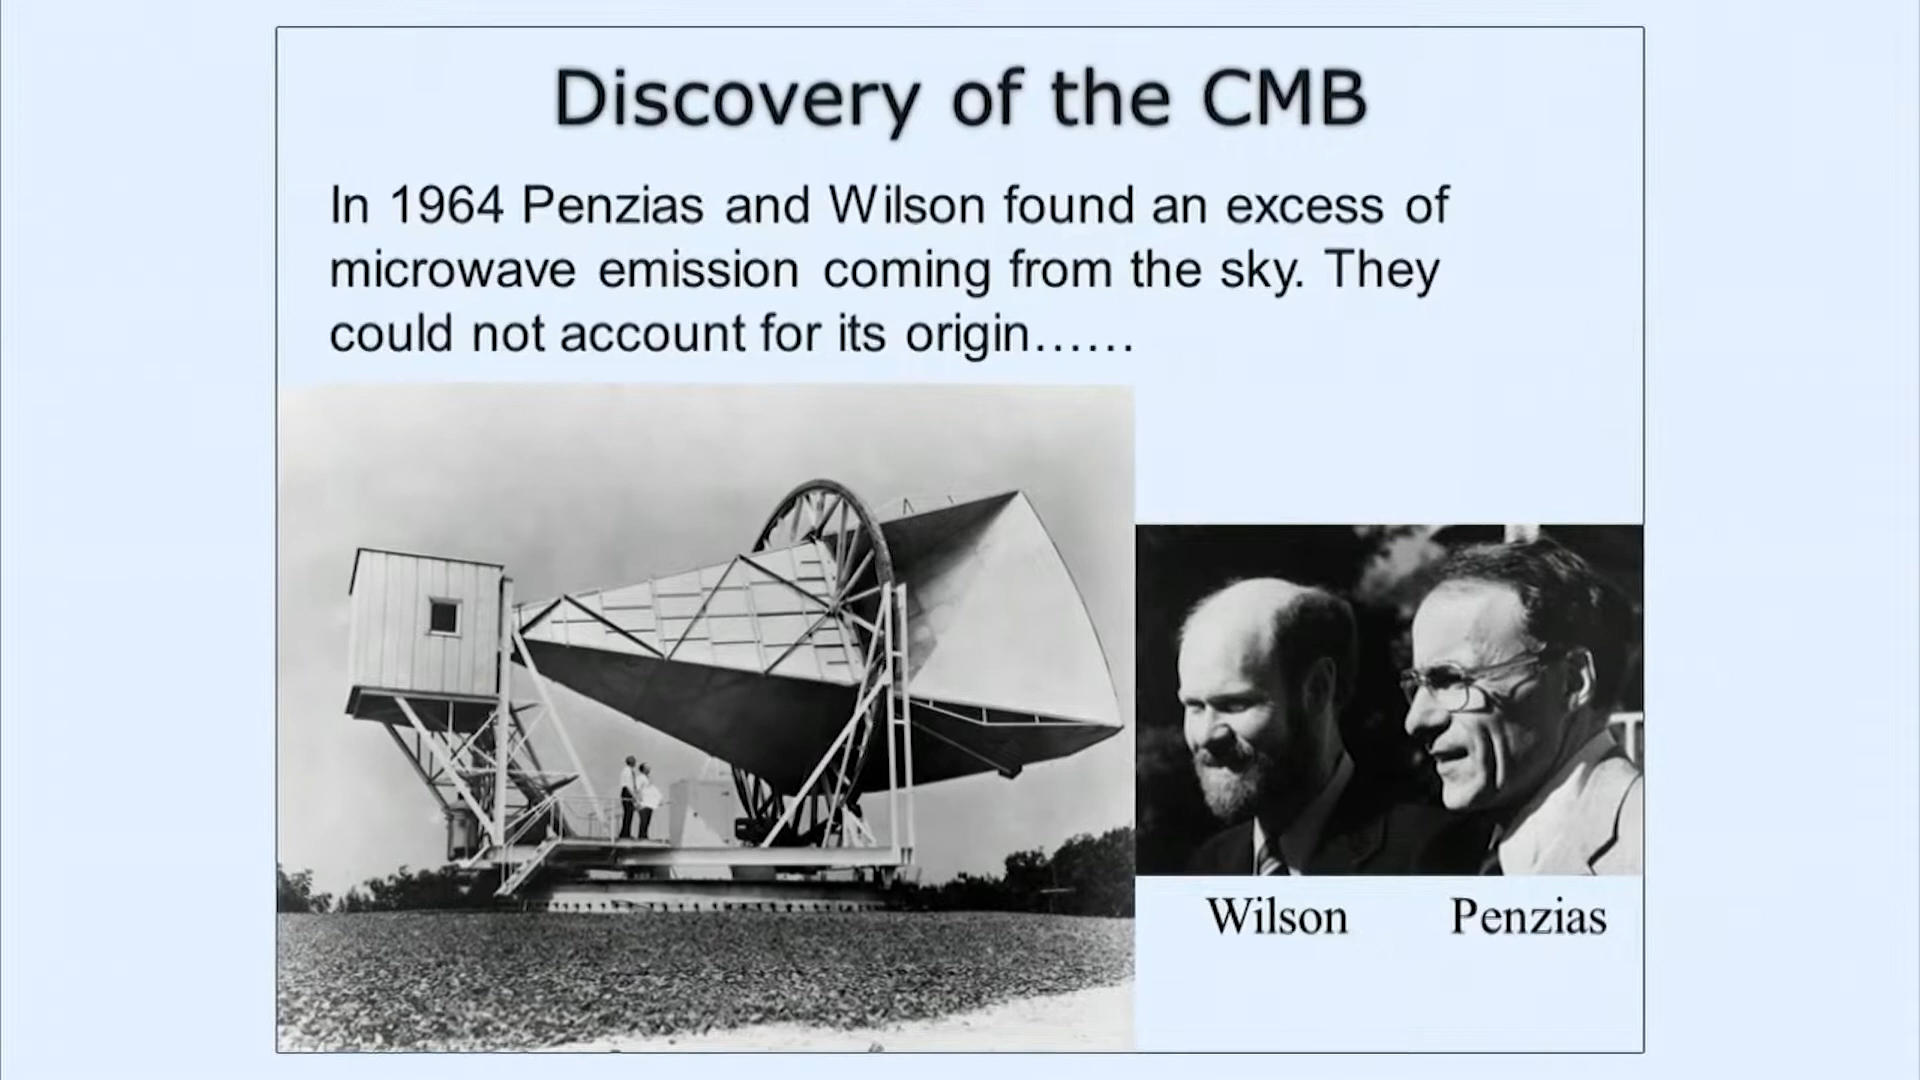 Discovery of the CMB
In 1964 Penzias and Wilson found an excess of
microwave emission coming from the sky. They
could not account for its origin……
Wilson Penzias